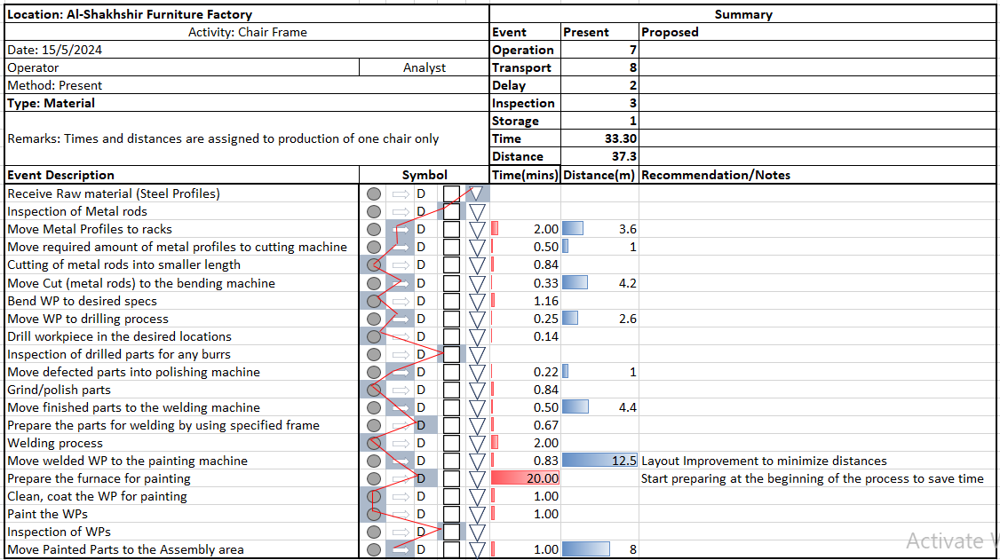 Location: Al-Shakhshir Furniture Factory Summary
Activity: Chair Frame Event Present Proposed
Date: 15/5/2024 Operation 7
Operator Analyst Transport 8
Method: Present Delay 2
Type: Material Inspection 3
Storage 1
Remarks: Times and distances are assigned to production of one chair only Time 33.30
Distance 37.3
Event Description Symbol Time(mins) Distance(m) Recommendation/Notes
Receive Raw material (Steel Profiles) D
Inspection of Metal rods D
Move Metal Profiles to racks D 2.00 3.6
Move required amount of metal profiles to cutting machine D 0.50 1
Cutting of metal rods into smaller length D 0.84
Move Cut (metal rods) to the bending machine D 0.33 4.2
Bend WP to desired specs D 1.16
Move WP to drilling process D 0.25 2.6
Drill workpiece in the desired locations D 0.14
Inspection of drilled parts for any burrs D
Move defected parts into polishing machine D 0.22 1
Grind/polish parts D 0.84
Move finished parts to the welding machine D 0.50 4.4
Prepare the parts for welding by using specified frame D 0.67
Welding process D 2.00
Move welded WP to the painting machine D 0.83 12.5 Layout Improvement to minimize distances
Prepare the furnace for painting D 20.00 Start preparing at the beginning of the process to save time
Clean, coat the WP for painting D 1.00
Paint the WPs D 1.00
Inspection of WPs D
Move Painted Parts to the Assembly area D 1.00 8
Activate